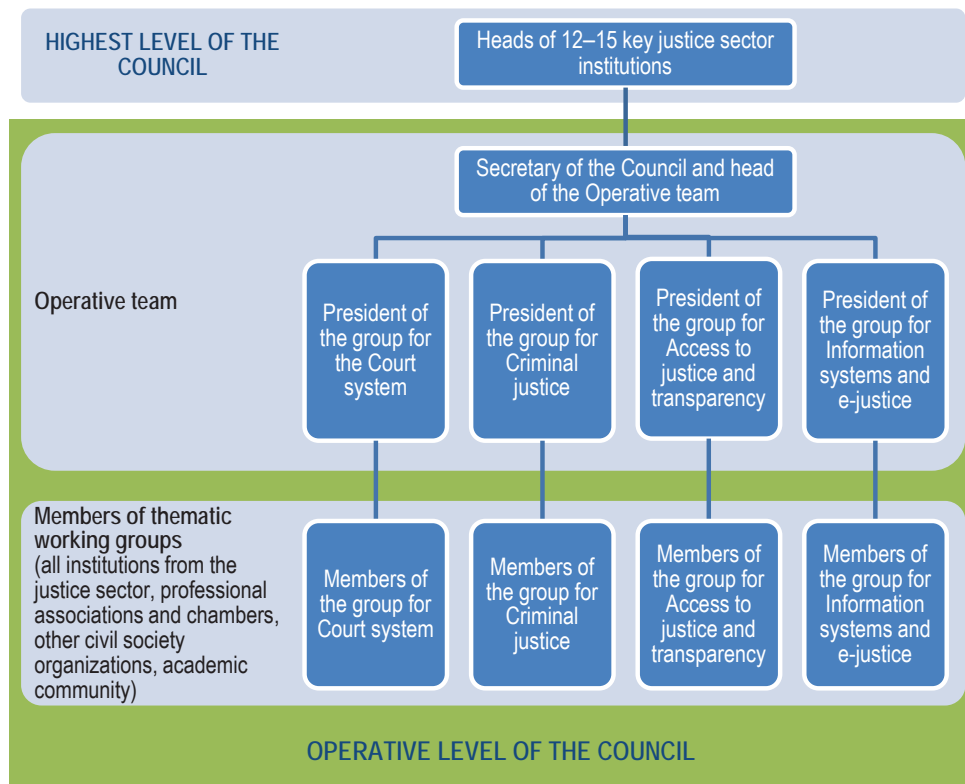 HIGHEST LEVEL OF THE
COUNCIL
Heads of 12–15 key justice sector
institutions
Secretary of the Council and head
of the Operative team
Operative team
President of
the group for
the Court
system
President of
the group for
Criminal
justice
President of
the group for
Access to
justice and
transparency
President of
the group for
Information
systems and
e-justice
Members of thematic
working groups
(all institutions from the
justice sector, professional
associations and chambers,
other civil society
organizations, academic
community)
Members of
the group for
Court system
Members of
the group for
Criminal
justice
Members of
the group for
Access to
justice and
transparency
Members of
the group for
Information
systems and
e-justice
OPERATIVE LEVEL OF THE COUNCIL